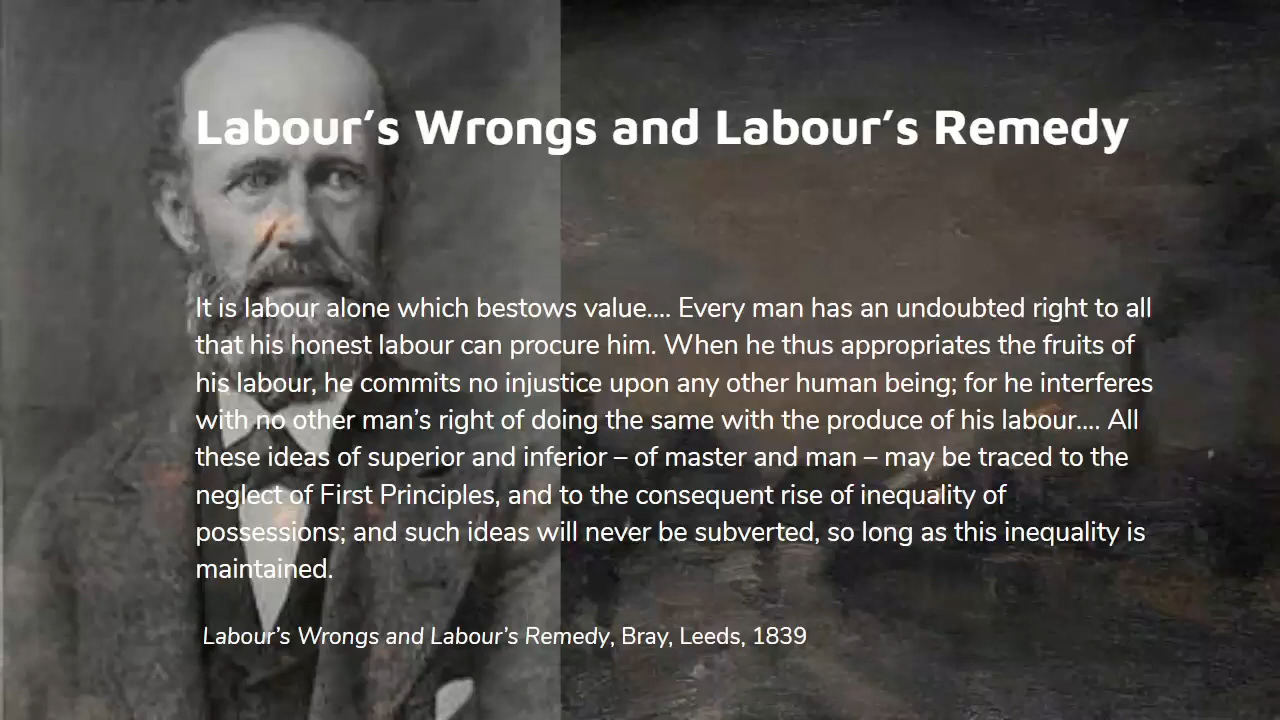 Labour’s Wrongs and Labour’s Remedy
It is labour alone which bestows value.... Every man has an undoubted right to all
that his honest labour can procure him. When he thus appropriates the fruits of
his labour, he commits no injustice upon any other human being; for he interferes
with no other man’s right of doing the same with the produce of his labour.... All
these ideas of superior and inferior – of master and man – may be traced to the
neglect of First Principles, and to the consequent rise of inequality of
possessions; and such ideas will never be subverted, so long as this inequality is
maintained.
Labour’s Wrongs and Labour’s Remedy, Bray, Leeds, 1839